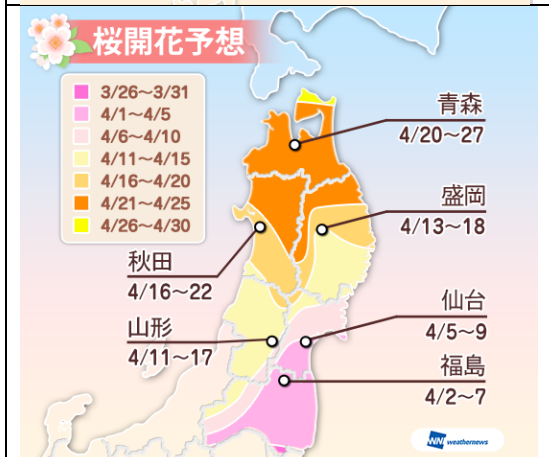 桜開花予想
3/26～3/31
4/1～4/5
4/6～4/10
4/11～4/15
4/16～4/20
4/21～4/25
4/26～4/30
青森
4/20～27
盛岡
4/13～18
秋田
4/16～22
仙台
4/5～9
山形
4/11～17
福島
4/2～7
WN weathernews